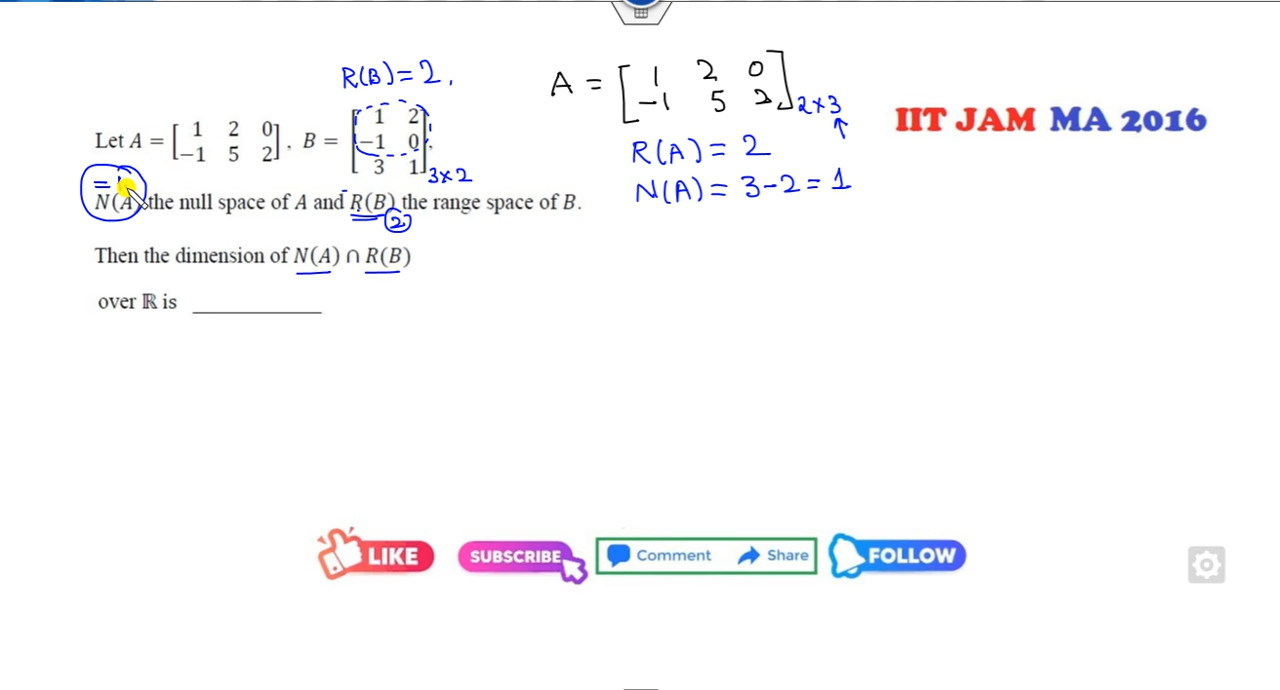 R(B) = 2,
A = [ 1 2 0
-1 5 2 ] 2×3
IIT JAM MA 2016
Let A = [ 1 2 0
-1 5 2 ], B = [ 1 2
-1 0
3 1 ], 3×2
R(A) = 2
N(A) = 3-2 = 1
N(A) the null space of A and R(B) the range space of B.
2
Then the dimension of N(A) ∩ R(B)
over ℝ is ____________
LIKE
SUBSCRIBE
Comment
Share
FOLLOW